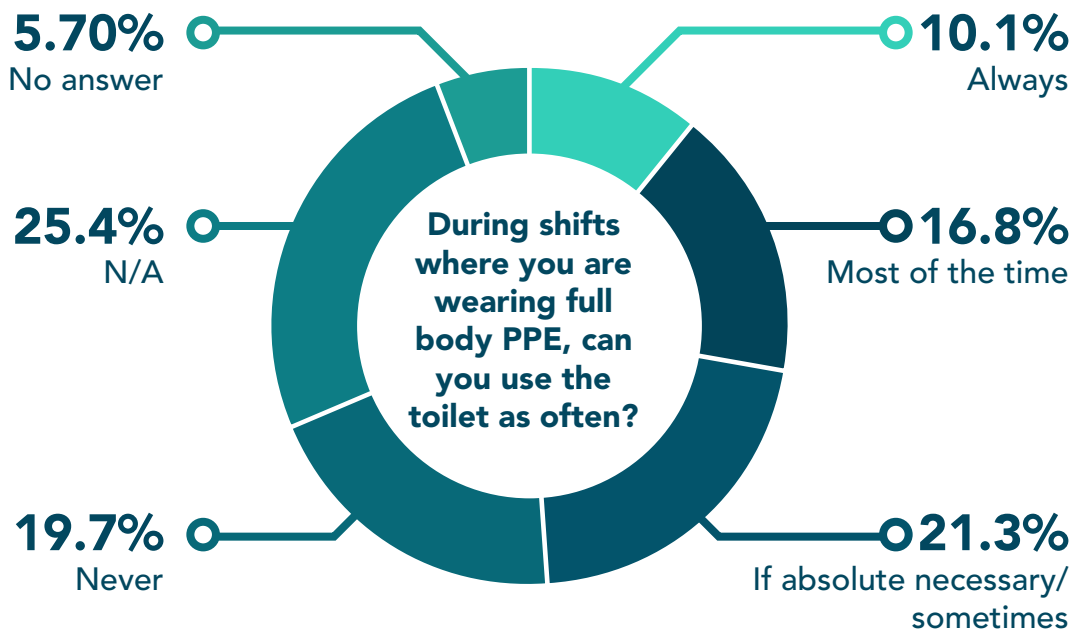 5.70%
No answer
10.1%
Always
25.4%
N/A
During shifts
where you are
wearing full
body PPE, can
you use the
toilet as often?
16.8%
Most of the time
19.7%
Never
21.3%
If absolute necessary/
sometimes